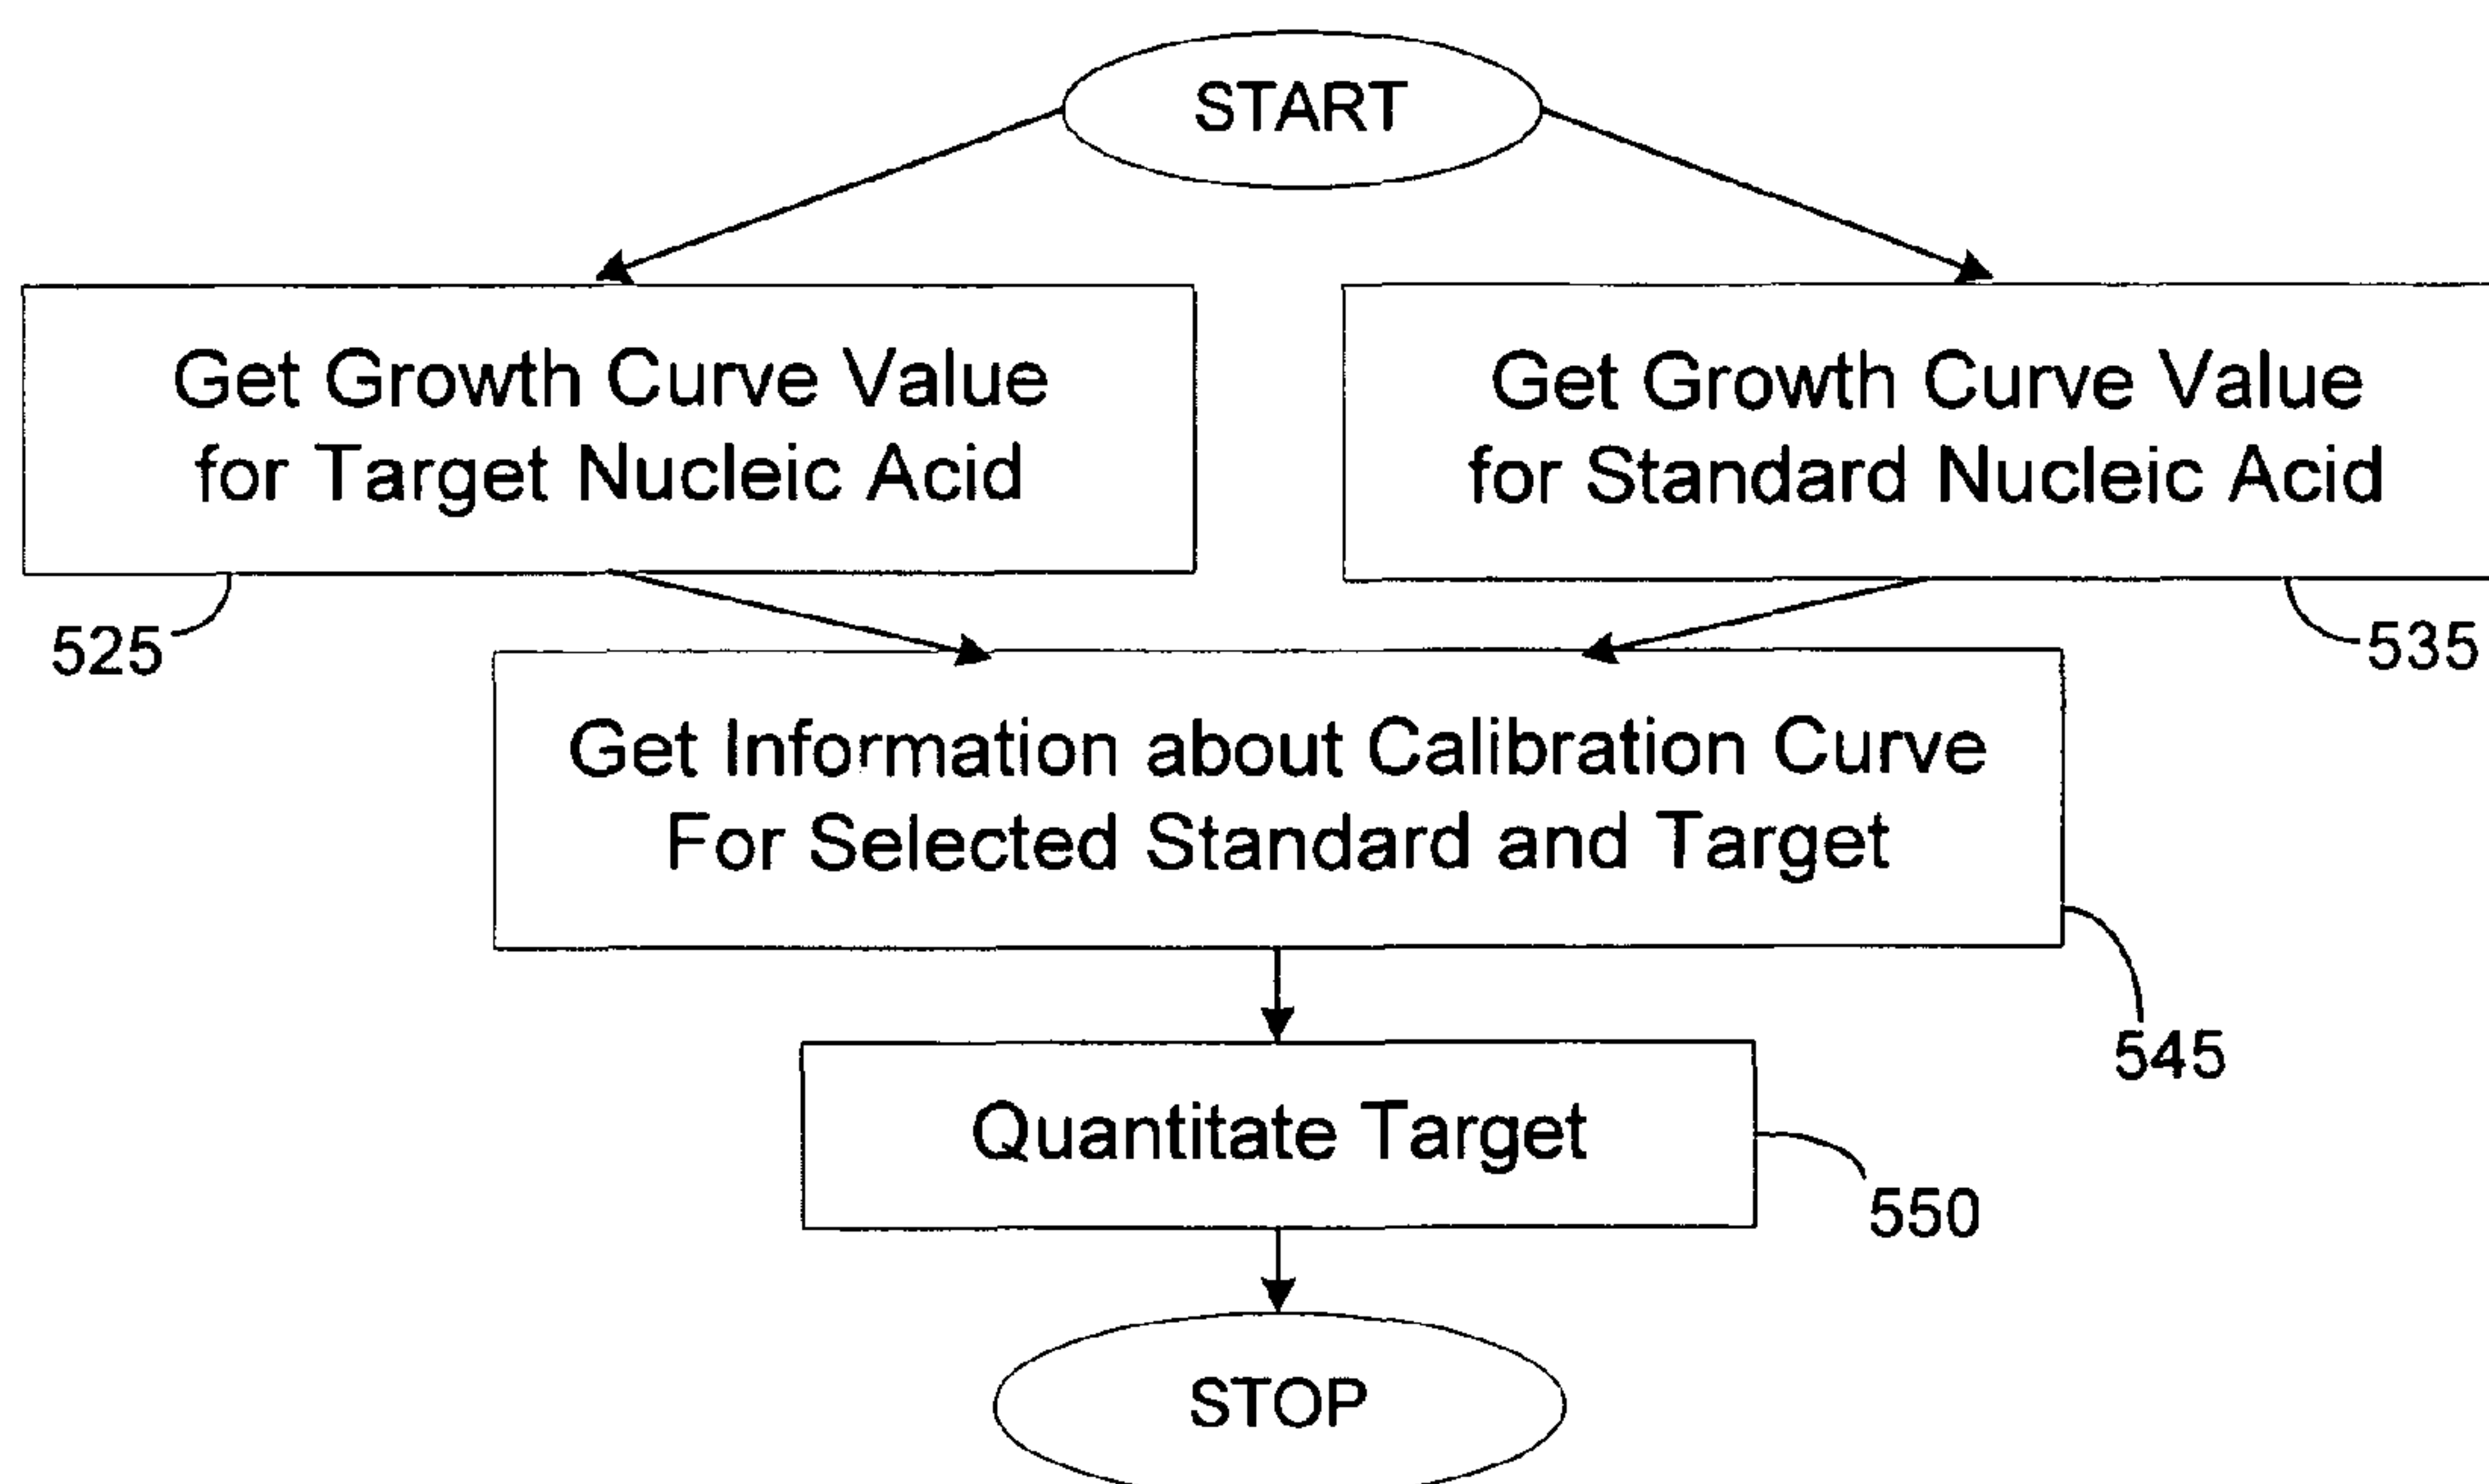 START
Get Growth Curve Value
for Target Nucleic Acid
Get Growth Curve Value
for Standard Nucleic Acid
525
535
Get Information about Calibration Curve
For Selected Standard and Target
545
Quantitate Target
550
STOP